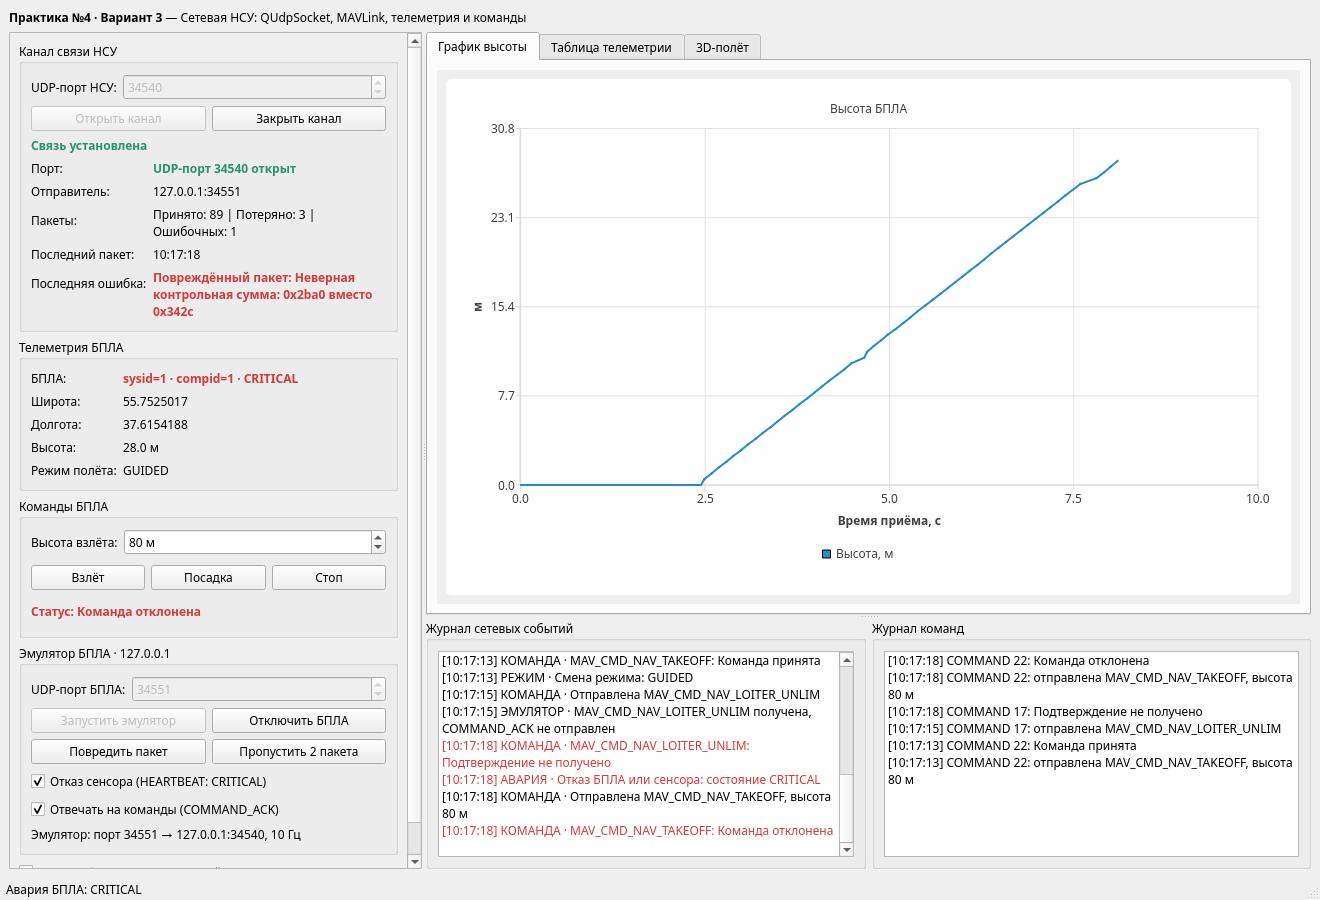 Практика №4 · Вариант 3 — Сетевая НСУ: QUdpSocket, MAVLink, телеметрия и команды
Канал связи НСУ
UDP-порт НСУ: 34540
Открыть канал Закрыть канал
Связь установлена
Порт: UDP-порт 34540 открыт
Отправитель: 127.0.0.1:34551
Пакеты: Принято: 89 | Потеряно: 3 |
Ошибочных: 1
Последний пакет: 10:17:18
Последняя ошибка: Повреждённый пакет: Неверная
контрольная сумма: 0x2ba0 вместо
0x342c
Телеметрия БПЛА
БПЛА: sysid=1 · compid=1 · CRITICAL
Широта: 55.7525017
Долгота: 37.6154188
Высота: 28.0 м
Режим полёта: GUIDED
Команды БПЛА
Высота взлёта: 80 м
Взлёт Посадка Стоп
Статус: Команда отклонена
Эмулятор БПЛА · 127.0.0.1
UDP-порт БПЛА: 34551
Запустить эмулятор Отключить БПЛА
Повредить пакет Пропустить 2 пакета
Отказ сенсора (HEARTBEAT: CRITICAL)
Отвечать на команды (COMMAND_ACK)
Эмулятор: порт 34551 → 127.0.0.1:34540, 10 Гц
График высоты Таблица телеметрии 3D-полёт
Высота БПЛА
30.8
23.1
15.4
7.7
0.0
м
0.0 2.5 5.0 7.5 10.0
Время приёма, с
Высота, м
Журнал сетевых событий
[10:17:13] КОМАНДА · MAV_CMD_NAV_TAKEOFF: Команда принята
[10:17:13] РЕЖИМ · Смена режима: GUIDED
[10:17:15] КОМАНДА · Отправлена MAV_CMD_NAV_LOITER_UNLIM
[10:17:15] ЭМУЛЯТОР · MAV_CMD_NAV_LOITER_UNLIM получена,
COMMAND_ACK не отправлен
[10:17:18] КОМАНДА · MAV_CMD_NAV_LOITER_UNLIM:
Подтверждение не получено
[10:17:18] АВАРИЯ · Отказ БПЛА или сенсора: состояние CRITICAL
[10:17:18] КОМАНДА · Отправлена MAV_CMD_NAV_TAKEOFF, высота
80 м
[10:17:18] КОМАНДА · MAV_CMD_NAV_TAKEOFF: Команда отклонена
Журнал команд
[10:17:18] COMMAND 22: Команда отклонена
[10:17:18] COMMAND 22: отправлена MAV_CMD_NAV_TAKEOFF, высота
80 м
[10:17:18] COMMAND 17: Подтверждение не получено
[10:17:15] COMMAND 17: отправлена MAV_CMD_NAV_LOITER_UNLIM
[10:17:13] COMMAND 22: Команда принята
[10:17:13] COMMAND 22: отправлена MAV_CMD_NAV_TAKEOFF, высота
80 м
Авария БПЛА: CRITICAL